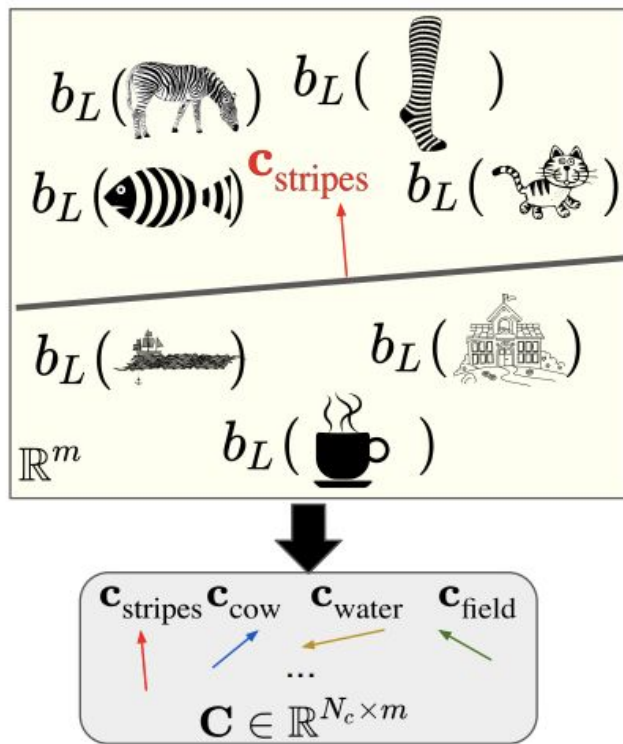 b_L( ) b_L( )
b_L( ) c_stripes b_L( )
b_L( ) b_L( )
b_L( )
ℝ^m
c_stripes c_cow c_water c_field
...
C ∈ ℝ^{N_c × m}